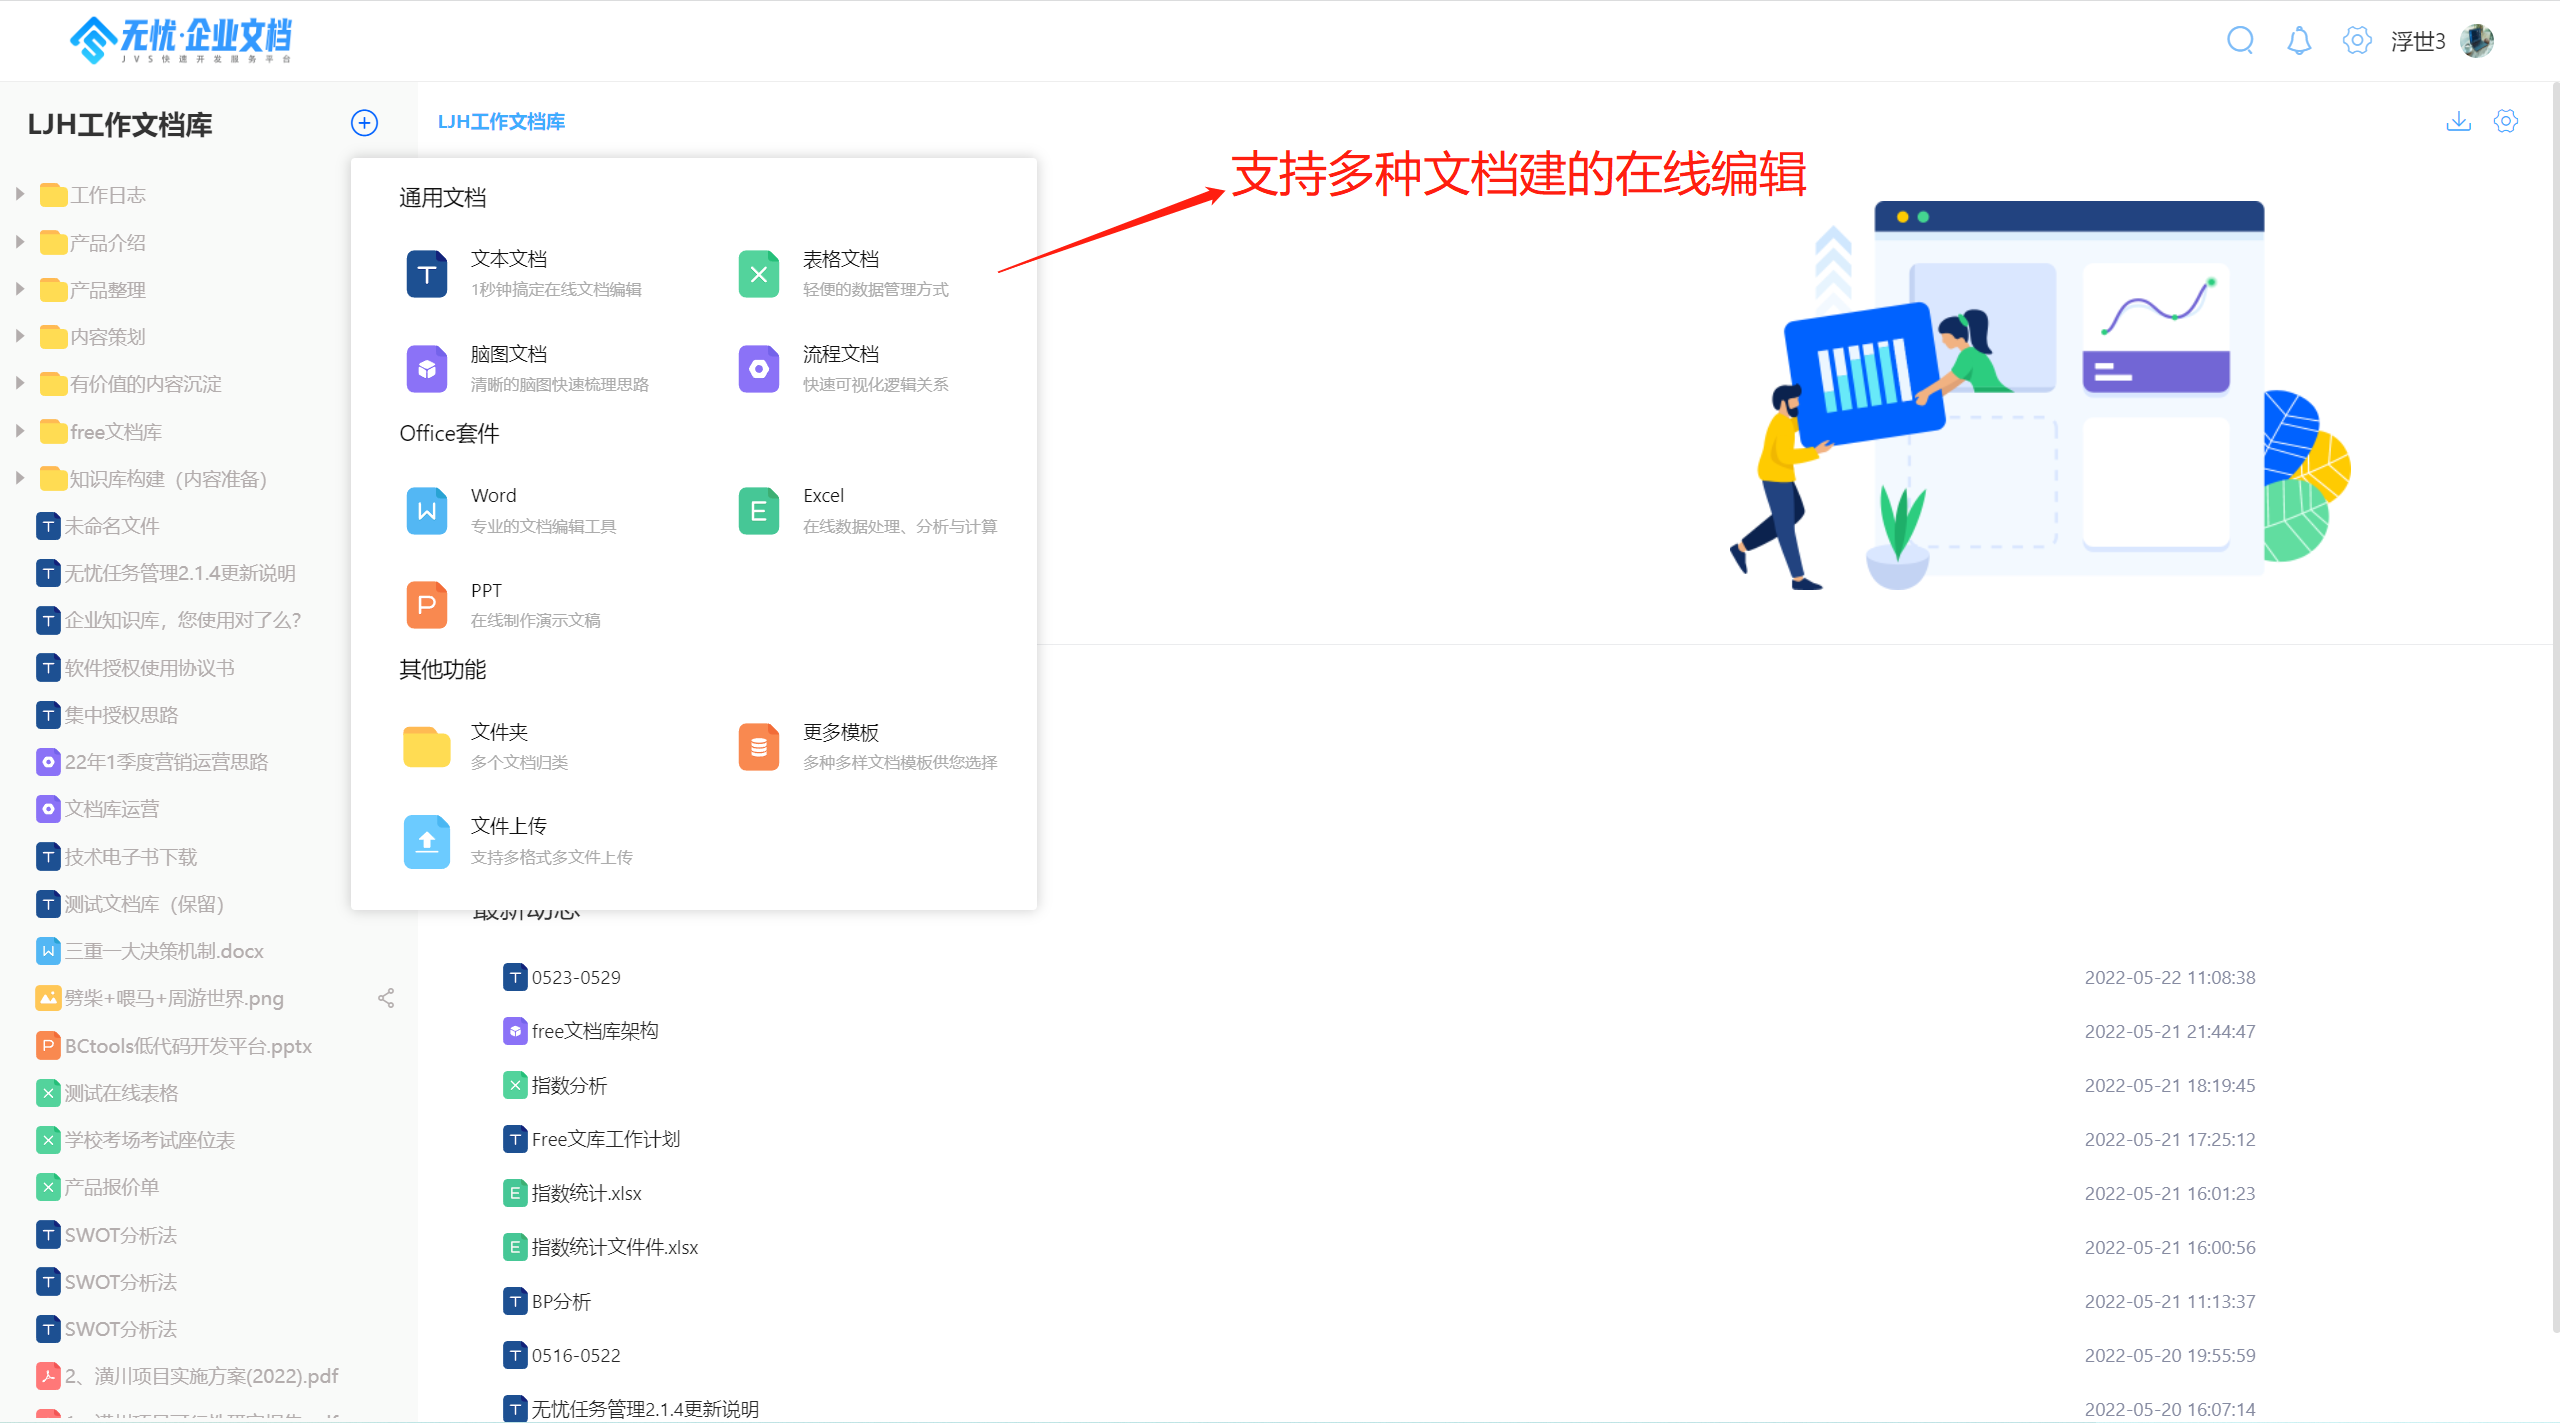 无忧·企业文档
JVS快速开发服务平台
浮世3
LJH工作文档库
工作日志
产品介绍
产品整理
内容策划
有价值的内容沉淀
free文档库
知识库构建（内容准备）
未命名文件
无忧任务管理2.1.4更新说明
企业知识库，您使用对了么？
软件授权使用协议书
集中授权思路
22年1季度营销运营思路
文档库运营
技术电子书下载
测试文档库（保留）
三重一大决策机制.docx
劈柴+喂马+周游世界.png
BCtools低代码开发平台.pptx
测试在线表格
学校考场考试座位表
产品报价单
SWOT分析法
SWOT分析法
SWOT分析法
2、潢川项目实施方案(2022).pdf
LJH工作文档库
支持多种文档建的在线编辑
通用文档
文本文档
1秒钟搞定在线文档编辑
表格文档
轻便的数据管理方式
脑图文档
清晰的脑图快速梳理思路
流程文档
快速可视化逻辑关系
Office套件
Word
专业的文档编辑工具
Excel
在线数据处理、分析与计算
PPT
在线制作演示文稿
其他功能
文件夹
多个文档归类
更多模板
多种多样文档模板供您选择
文件上传
支持多格式多文件上传
最新动态
0523-0529 2022-05-22 11:08:38
free文档库架构 2022-05-21 21:44:47
指数分析 2022-05-21 18:19:45
Free文库工作计划 2022-05-21 17:25:12
指数统计.xlsx 2022-05-21 16:01:23
指数统计文件件.xlsx 2022-05-21 16:00:56
BP分析 2022-05-21 11:13:37
0516-0522 2022-05-20 19:55:59
无忧任务管理2.1.4更新说明 2022-05-20 16:07:14